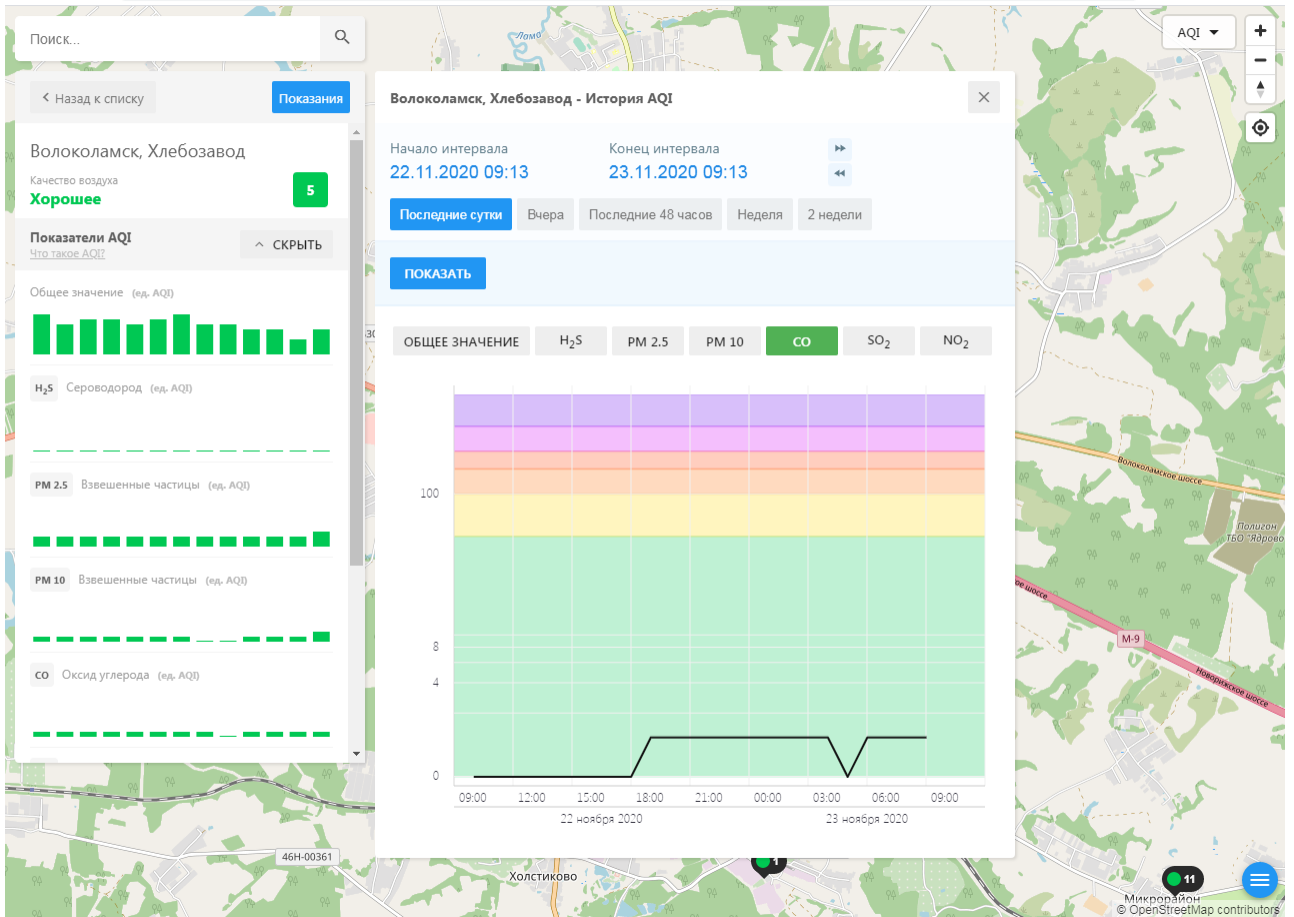 Поиск...
Ломо
AQI
Назад к списку
Показания
Волоколамск, Хлебозавод
Качество воздуха
Хорошее
5
Показатели AQI
Что такое AQI?
СКРЫТЬ
Общее значение (ед. AQI)
H2S Сероводород (ед. AQI)
PM 2.5 Взвешенные частицы (ед. AQI)
PM 10 Взвешенные частицы (ед. AQI)
CO Оксид углерода (ед. AQI)
Волоколамск, Хлебозавод - История AQI
Начало интервала
Конец интервала
22.11.2020 09:13
23.11.2020 09:13
Последние сутки
Вчера
Последние 48 часов
Неделя
2 недели
ПОКАЗАТЬ
ОБЩЕЕ ЗНАЧЕНИЕ
H2S
PM 2.5
PM 10
CO
SO2
NO2
100
8
4
0
09:00 12:00 15:00 18:00 21:00 00:00 03:00 06:00 09:00
22 ноября 2020
23 ноября 2020
Волоколамское шоссе
Полигон
ТБО "Ядрово
М-9
Новорижское шоссе
шоссе
46Н-00361
Холстиково
1
11
Микрорайон
© OpenStreetMap contributors